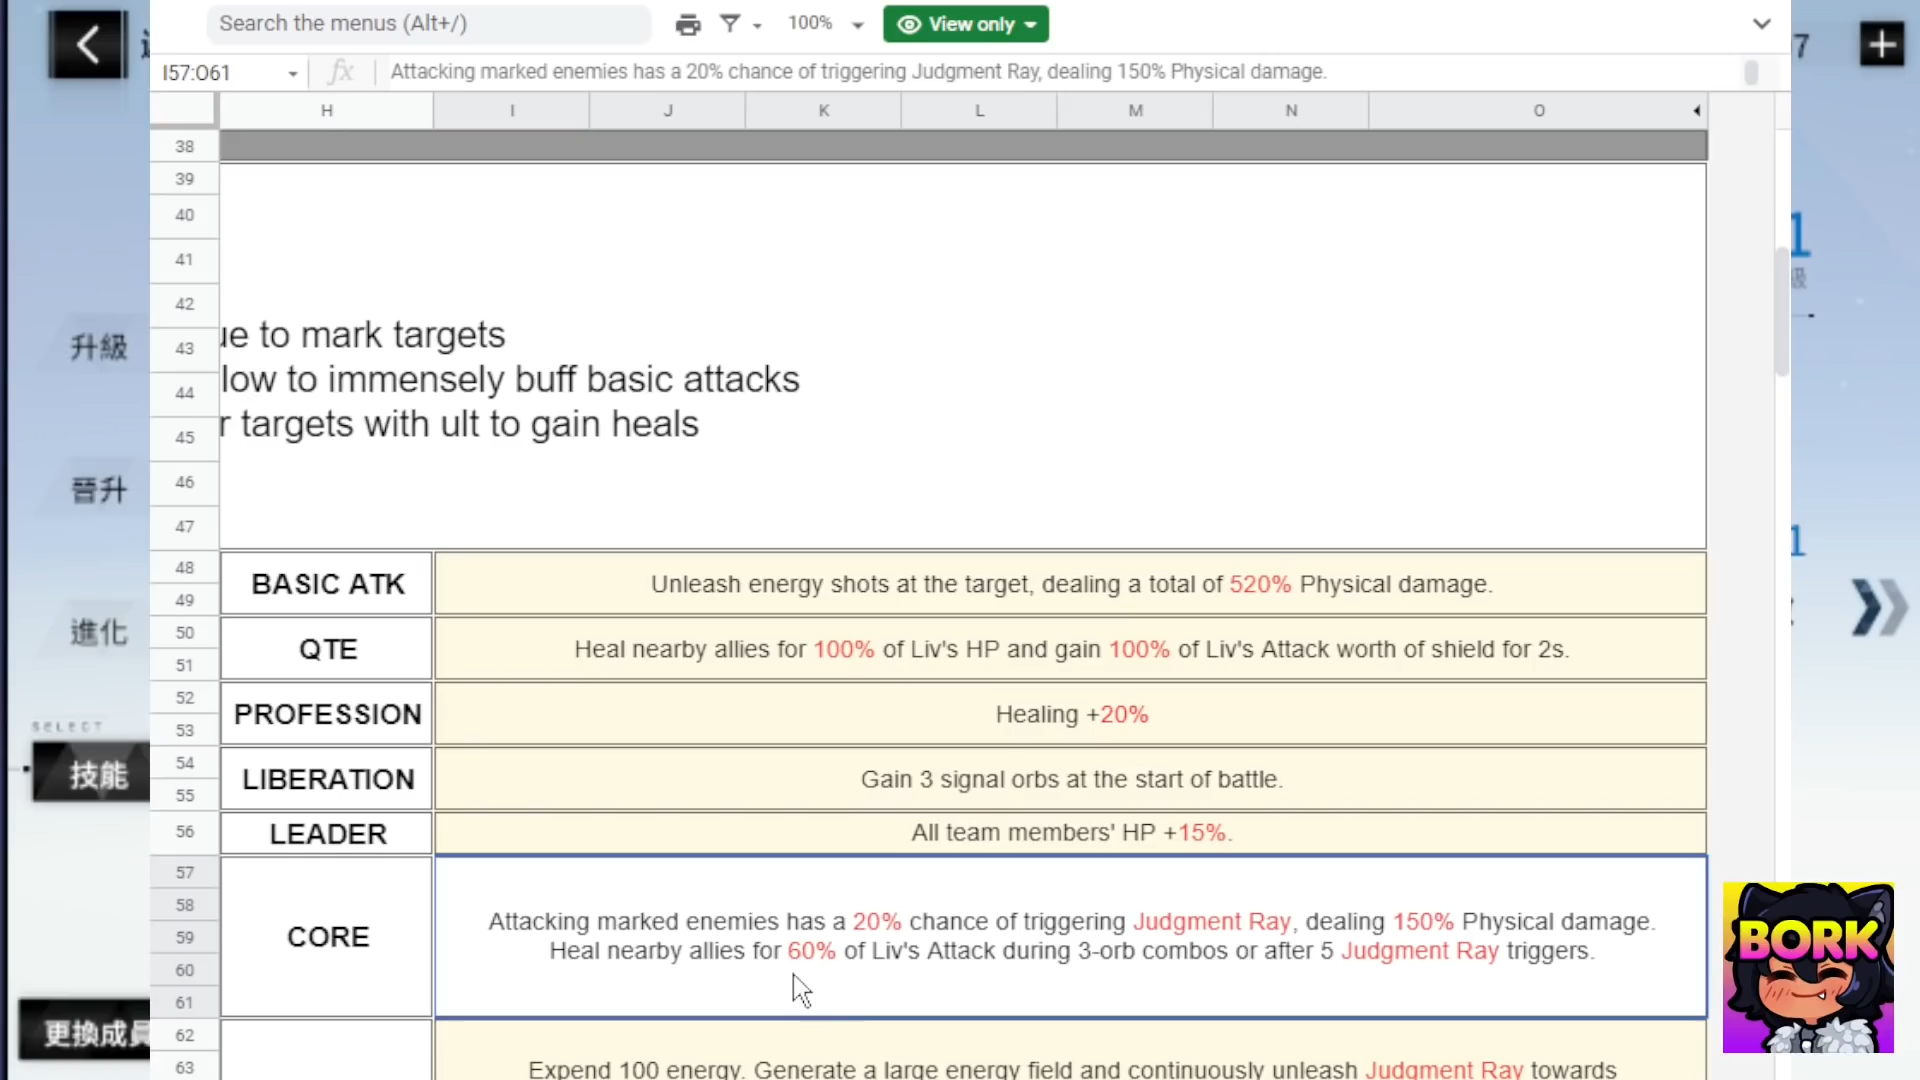 Search the menus (Alt+/)
100%
View only
I57:O61
fx
Attacking marked enemies has a 20% chance of triggering Judgment Ray, dealing 150% Physical damage.
H
I
J
K
L
M
N
O
38
39
40
41
42
43
44
45
46
47
48
49
50
51
52
53
54
55
56
57
58
59
60
61
62
63
ue to mark targets
low to immensely buff basic attacks
r targets with ult to gain heals
BASIC ATK
Unleash energy shots at the target, dealing a total of 520% Physical damage.
QTE
Heal nearby allies for 100% of Liv's HP and gain 100% of Liv's Attack worth of shield for 2s.
PROFESSION
Healing +20%
LIBERATION
Gain 3 signal orbs at the start of battle.
LEADER
All team members' HP +15%.
CORE
Attacking marked enemies has a 20% chance of triggering Judgment Ray, dealing 150% Physical damage.
Heal nearby allies for 60% of Liv's Attack during 3-orb combos or after 5 Judgment Ray triggers.
Expend 100 energy. Generate a large energy field and continuously unleash Judgment Ray towards
升級
晉升
進化
SELECT
技能
更換成員
7
1
級
1
BORK